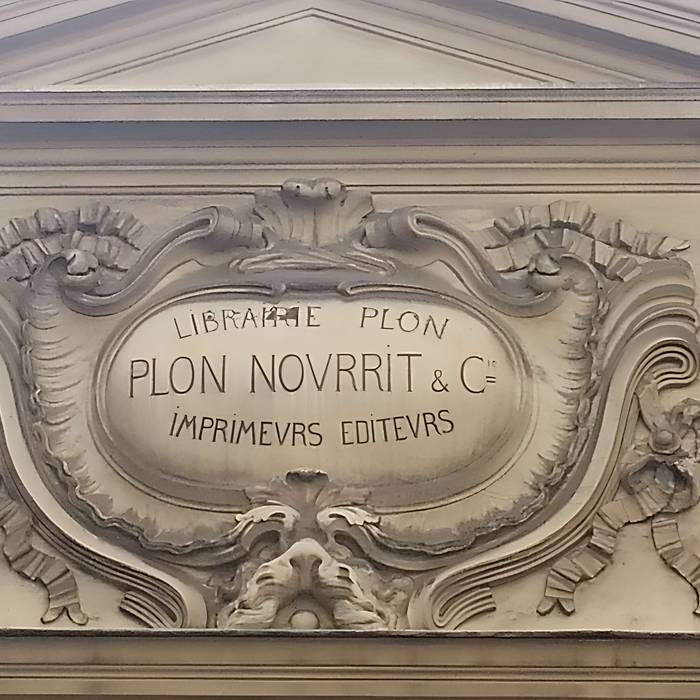 LIBRAIRIE PLON
PLON NOVRRIT & Cie
IMPRIMEVRS EDITEVRS